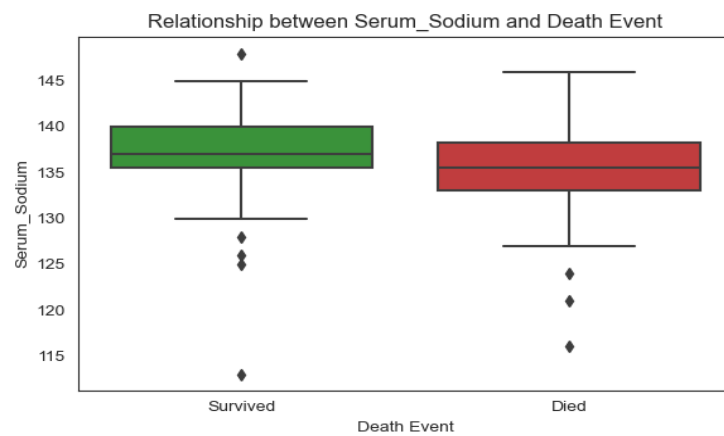 Relationship between Serum_Sodium and Death Event
145
140
135
130
125
120
115
Serum_Sodium
Survived
Died
Death Event